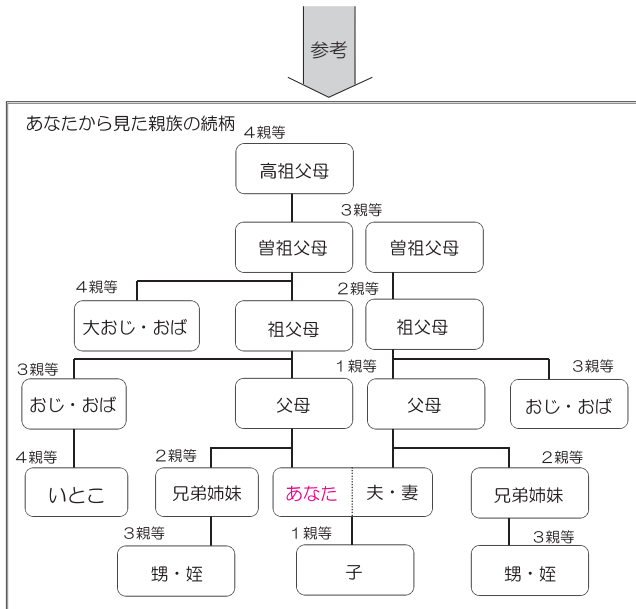 参考
あなたから見た親族の続柄
４親等
高祖父母
３親等
曽祖父母
曽祖父母
４親等
２親等
大おじ・おば
祖父母
祖父母
３親等
１親等
３親等
おじ・おば
父母
父母
おじ・おば
４親等
２親等
２親等
いとこ
兄弟姉妹
あなた
夫・妻
兄弟姉妹
３親等
１親等
３親等
甥・姪
子
甥・姪